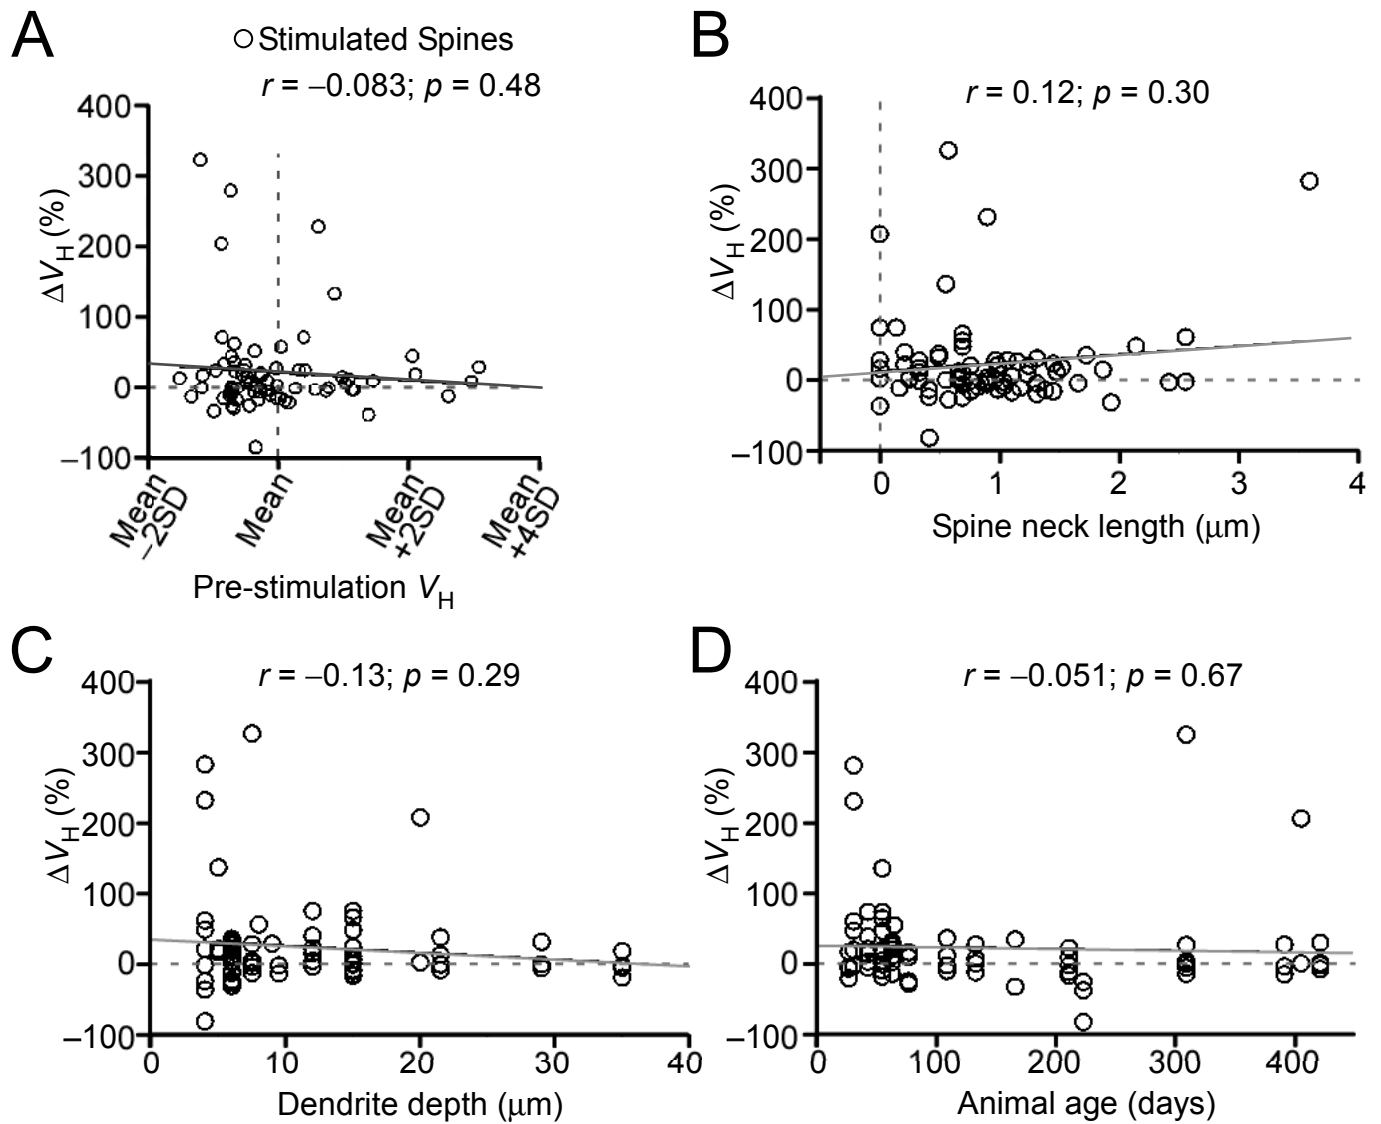 A
Stimulated Spines
r = −0.083; p = 0.48
400
300
200
100
0
−100
ΔVH (%)
Mean −2SD
Mean
Mean +2SD
Mean +4SD
Pre-stimulation VH
B
r = 0.12; p = 0.30
400
300
200
100
0
−100
ΔVH (%)
0 1 2 3 4
Spine neck length (μm)
C
r = −0.13; p = 0.29
400
300
200
100
0
−100
ΔVH (%)
0 10 20 30 40
Dendrite depth (μm)
D
r = −0.051; p = 0.67
400
300
200
100
0
−100
ΔVH (%)
0 100 200 300 400
Animal age (days)